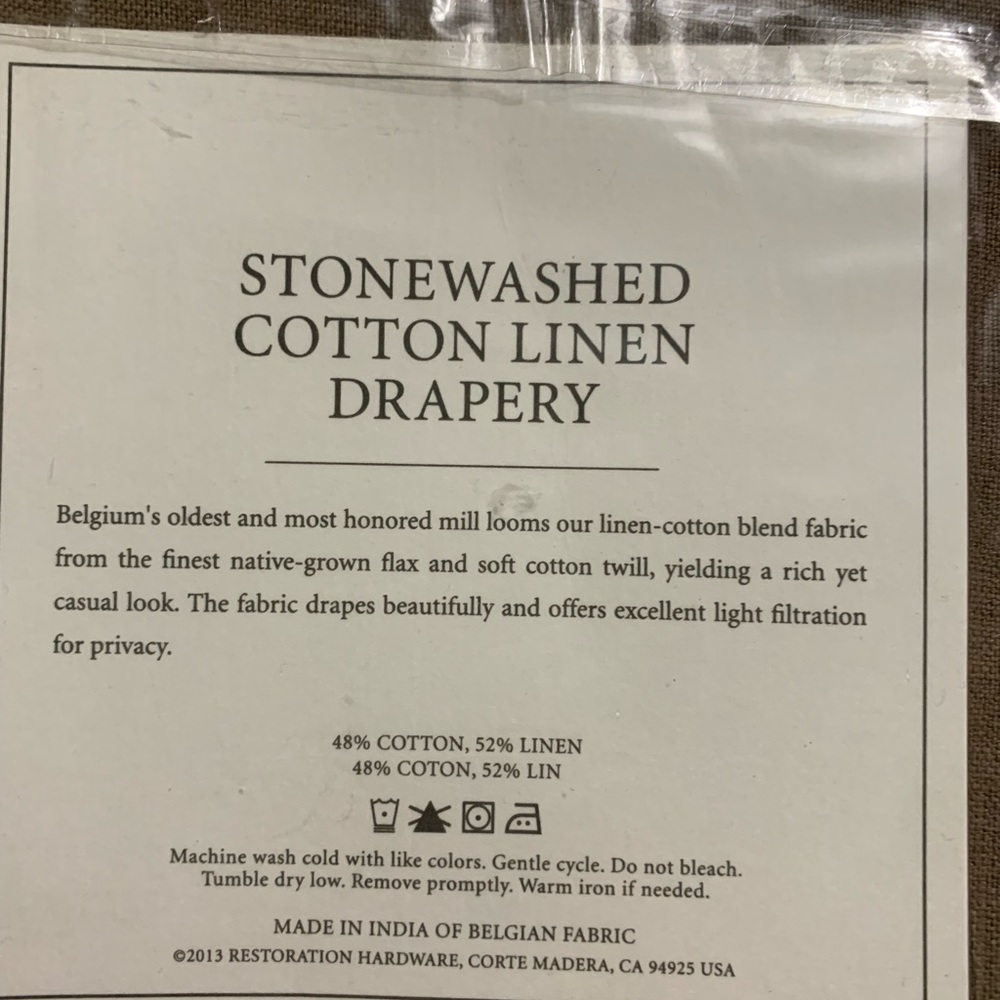 STONEWASHED
COTTON LINEN
DRAPERY
Belgium's oldest and most honored mill looms our linen-cotton blend fabric
from the finest native-grown flax and soft cotton twill, yielding a rich yet
casual look. The fabric drapes beautifully and offers excellent light filtration
for privacy.
48% COTTON, 52% LINEN
48% COTON, 52% LIN
Machine wash cold with like colors. Gentle cycle. Do not bleach.
Tumble dry low. Remove promptly. Warm iron if needed.
MADE IN INDIA OF BELGIAN FABRIC
©2013 RESTORATION HARDWARE, CORTE MADERA, CA 94925 USA